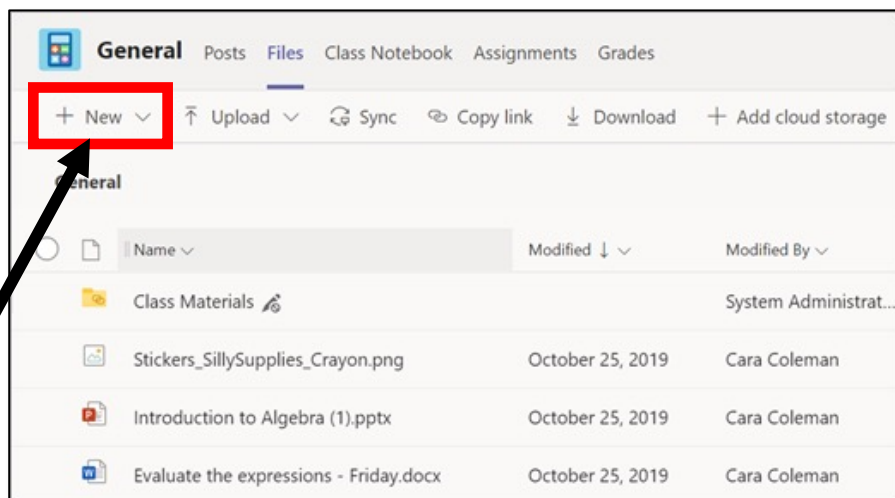 General Posts Files Class Notebook Assignments Grades
+ New Upload Sync Copy link Download + Add cloud storage
General
Name Modified ↓ Modified By
Class Materials System Administrat...
Stickers_SillySupplies_Crayon.png October 25, 2019 Cara Coleman
Introduction to Algebra (1).pptx October 25, 2019 Cara Coleman
Evaluate the expressions - Friday.docx October 25, 2019 Cara Coleman